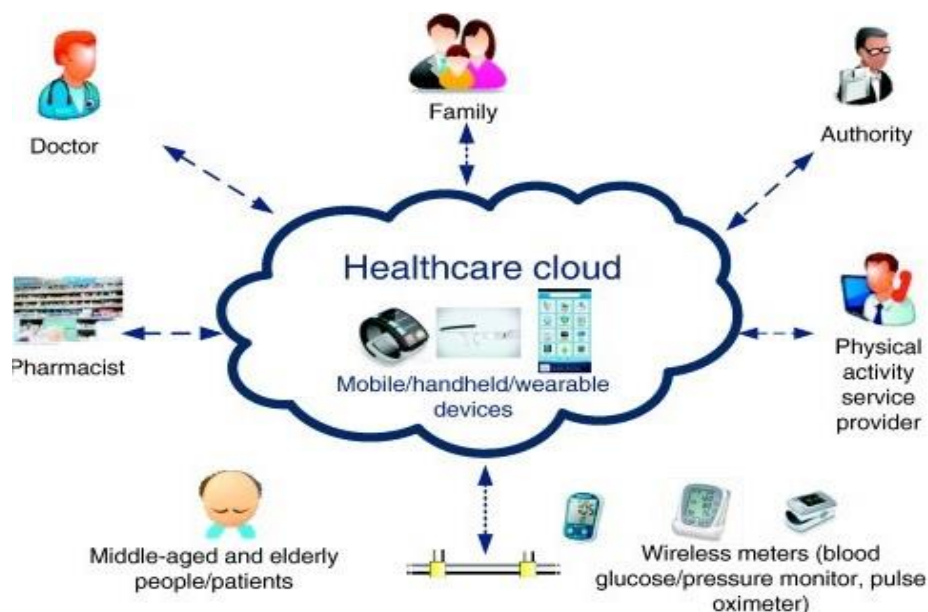 Family
Doctor
Authority
Healthcare cloud
Mobile/handheld/wearable
devices
Pharmacist
Physical
activity
service
provider
Middle-aged and elderly
people/patients
Wireless meters (blood
glucose/pressure monitor, pulse
oximeter)